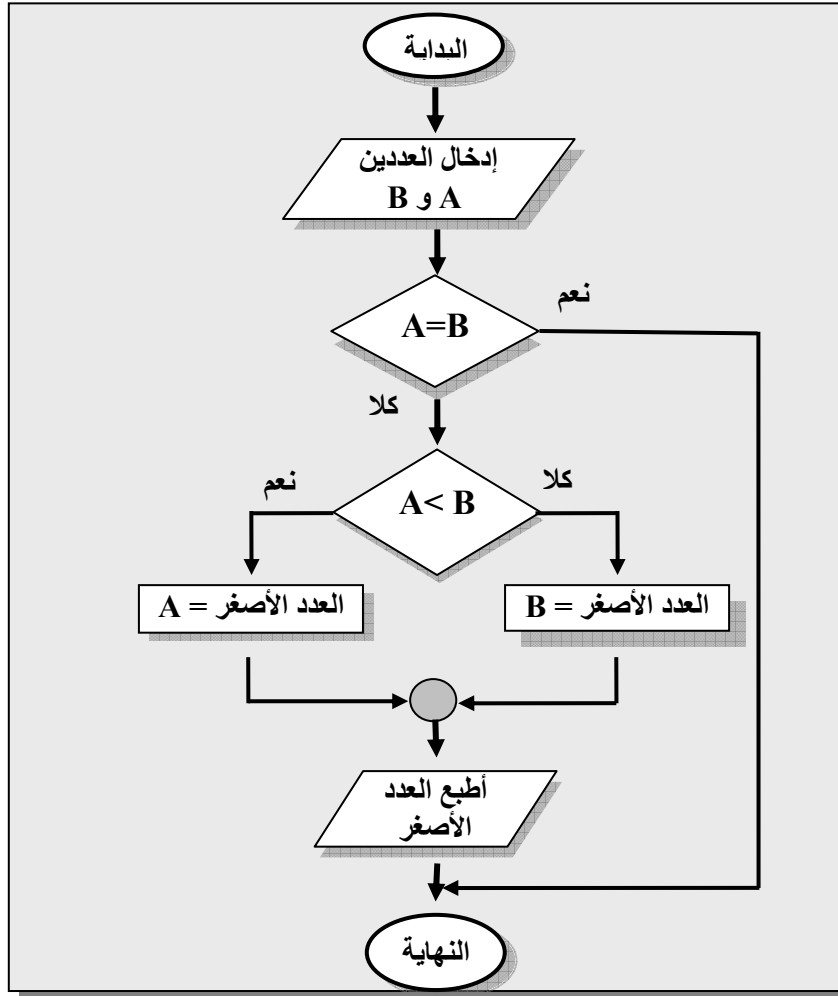 البداية
إدخال العددين
A و B
A=B
نعم
كلا
A< B
نعم
كلا
العدد الأصغر = A
العدد الأصغر = B
أطبع العدد
الأصغر
النهاية